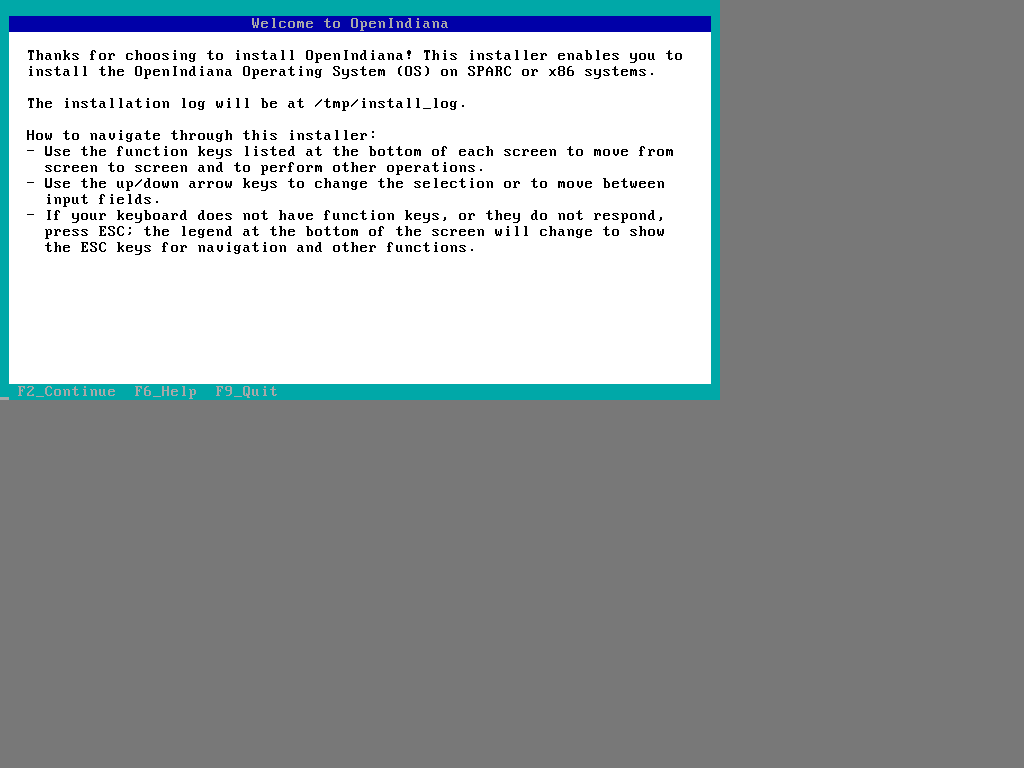 Welcome to OpenIndiana
Thanks for choosing to install OpenIndiana! This installer enables you to
install the OpenIndiana Operating System (OS) on SPARC or x86 systems.
The installation log will be at /tmp/install_log.
How to navigate through this installer:
- Use the function keys listed at the bottom of each screen to move from
screen to screen and to perform other operations.
- Use the up/down arrow keys to change the selection or to move between
input fields.
- If your keyboard does not have function keys, or they do not respond,
press ESC; the legend at the bottom of the screen will change to show
the ESC keys for navigation and other functions.
F2_Continue F6_Help F9_Quit